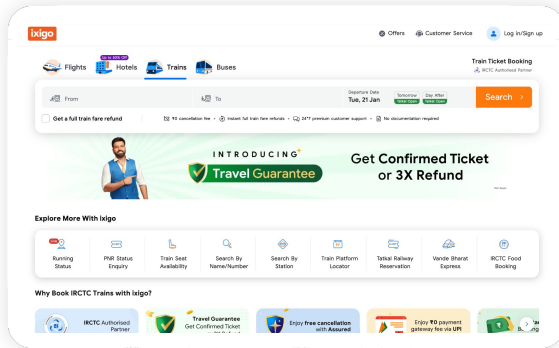 ixigo
Offers
Customer Service
Log in/Sign up
Flights
Up to 60% Off
Hotels
Trains
Buses
Train Ticket Booking
IRCTC Authorised Partner
From
To
Departure Date
Tue, 21 Jan
Tomorrow
Tatkal Open
Day After
Tatkal Open
Search
Get a full train fare refund
₹0 cancellation fee • Instant full train fare refunds • 24*7 premium customer support • No documentation required
INTRODUCING
Travel Guarantee
Get Confirmed Ticket
or 3X Refund
Explore More With ixigo
Running
Status
PNR Status
Enquiry
Train Seat
Availability
Search By
Name/Number
Search By
Station
Train Platform
Locator
Tatkal Railway
Reservation
Vande Bharat
Express
IRCTC Food
Booking
Why Book IRCTC Trains with ixigo?
IRCTC Authorised
Partner
Travel Guarantee
Get Confirmed Ticket
Enjoy free cancellation
with Assured
Enjoy ₹0 payment
gateway fee via UPI